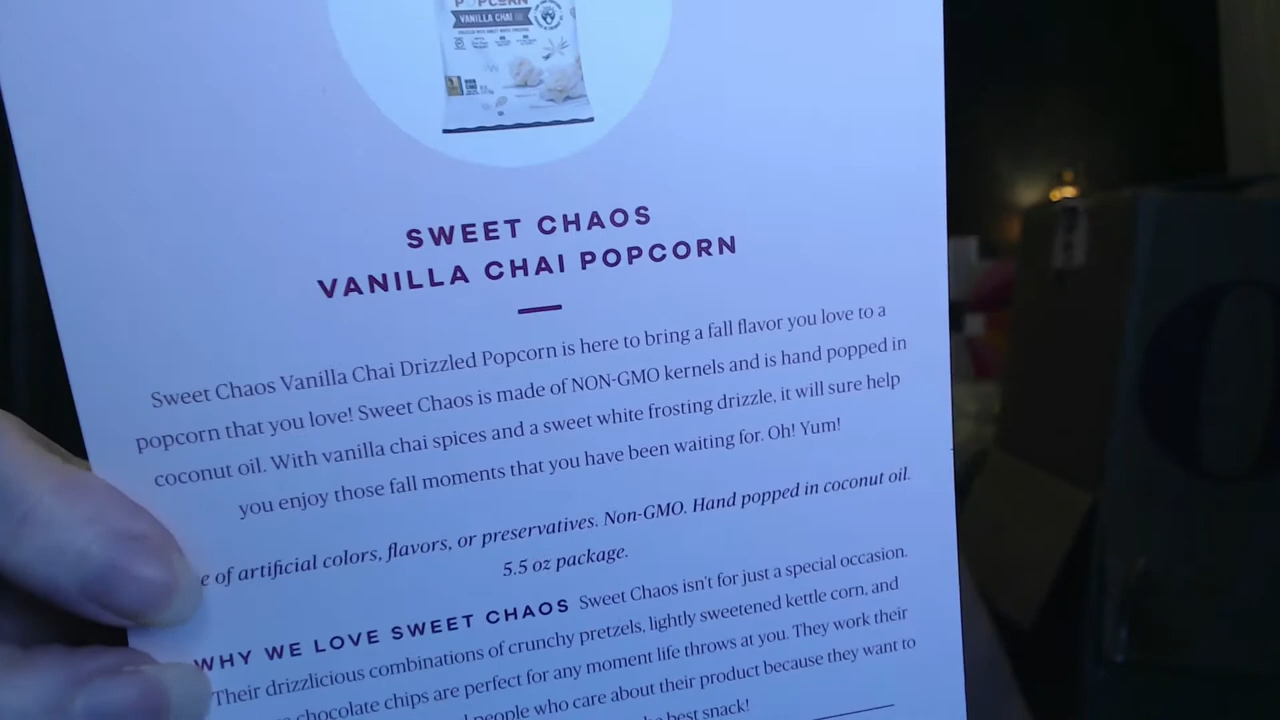 POPCORN
VANILLA CHAI
SWEET CHAOS
VANILLA CHAI POPCORN
Sweet Chaos Vanilla Chai Drizzled Popcorn is here to bring a fall flavor you love to a
popcorn that you love! Sweet Chaos is made of NON-GMO kernels and is hand popped in
coconut oil. With vanilla chai spices and a sweet white frosting drizzle, it will sure help
you enjoy those fall moments that you have been waiting for. Oh! Yum!
e of artificial colors, flavors, or preservatives. Non-GMO. Hand popped in coconut oil.
5.5 oz package.
WHY WE LOVE SWEET CHAOS Sweet Chaos isn't for just a special occasion.
Their drizzlicious combinations of crunchy pretzels, lightly sweetened kettle corn, and
chocolate chips are perfect for any moment life throws at you. They work their
people who care about their product because they want to
best snack!